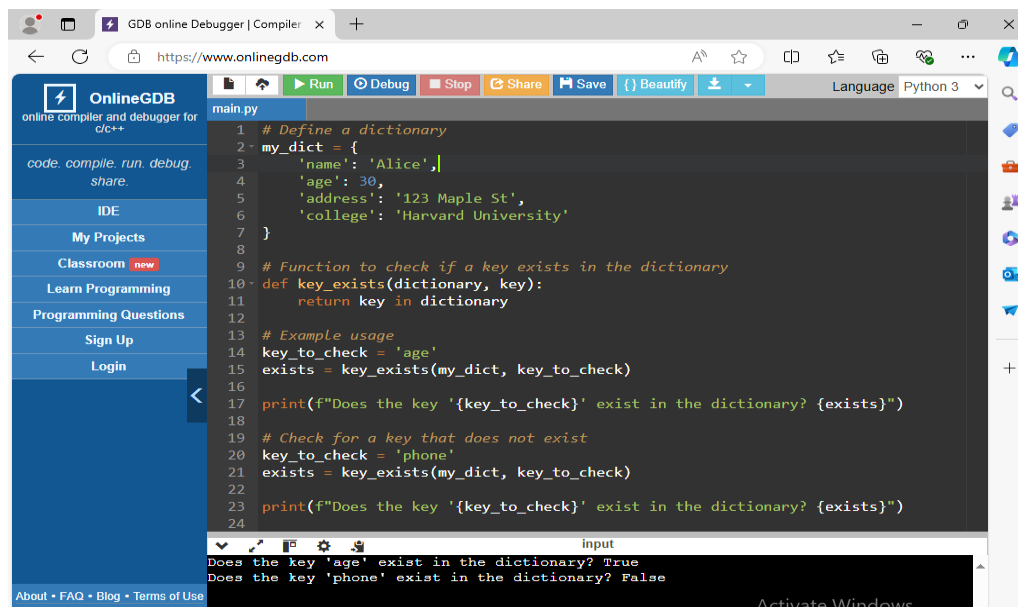 GDB online Debugger | Compiler
https://www.onlinegdb.com
OnlineGDB
online compiler and debugger for
c/c++
code. compile. run. debug.
share.
IDE
My Projects
Classroom new
Learn Programming
Programming Questions
Sign Up
Login
About • FAQ • Blog • Terms of Use
Run Debug Stop Share Save {} Beautify Language Python 3
main.py
1 # Define a dictionary
2 my_dict = {
3     'name': 'Alice',
4     'age': 30,
5     'address': '123 Maple St',
6     'college': 'Harvard University'
7 }
8
9 # Function to check if a key exists in the dictionary
10 def key_exists(dictionary, key):
11     return key in dictionary
12
13 # Example usage
14 key_to_check = 'age'
15 exists = key_exists(my_dict, key_to_check)
16
17 print(f"Does the key '{key_to_check}' exist in the dictionary? {exists}")
18
19 # Check for a key that does not exist
20 key_to_check = 'phone'
21 exists = key_exists(my_dict, key_to_check)
22
23 print(f"Does the key '{key_to_check}' exist in the dictionary? {exists}")
24
input
Does the key 'age' exist in the dictionary? True
Does the key 'phone' exist in the dictionary? False
Activate Windows